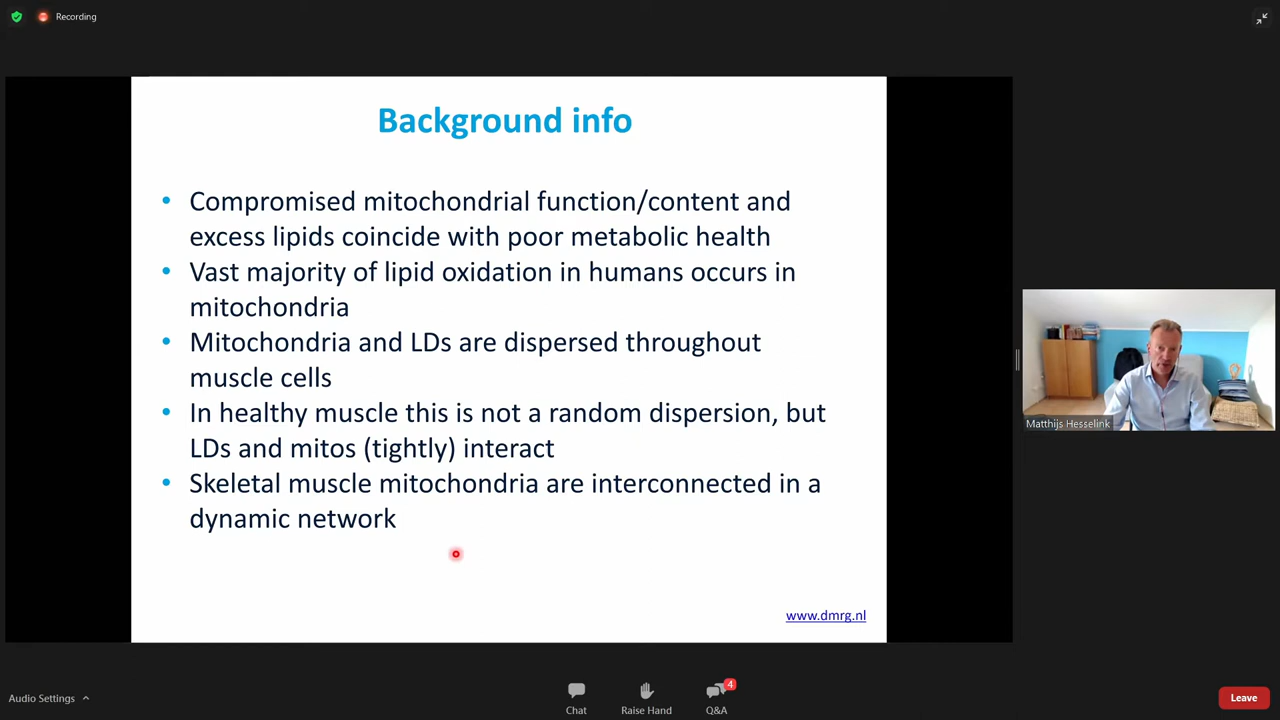 Recording
Background info
• Compromised mitochondrial function/content and
excess lipids coincide with poor metabolic health
• Vast majority of lipid oxidation in humans occurs in
mitochondria
• Mitochondria and LDs are dispersed throughout
muscle cells
• In healthy muscle this is not a random dispersion, but
LDs and mitos (tightly) interact
• Skeletal muscle mitochondria are interconnected in a
dynamic network
www.dmrg.nl
Matthijs Hesselink
Audio Settings
Chat
Raise Hand
4
Q&A
Leave